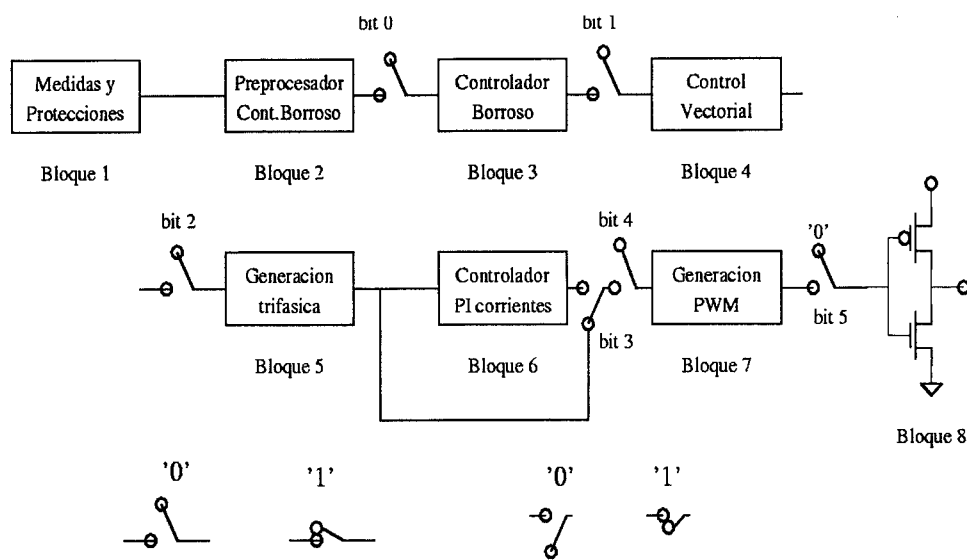 bit 0
bit 1
Medidas y
Protecciones
Preprocesador
Cont.Borroso
Controlador
Borroso
Control
Vectorial
Bloque 1
Bloque 2
Bloque 3
Bloque 4
bit 2
bit 4
'0'
Generacion
trifasica
Controlador
PI corrientes
Generacion
PWM
bit 3
bit 5
Bloque 5
Bloque 6
Bloque 7
Bloque 8
'0'
'1'
'0'
'1'